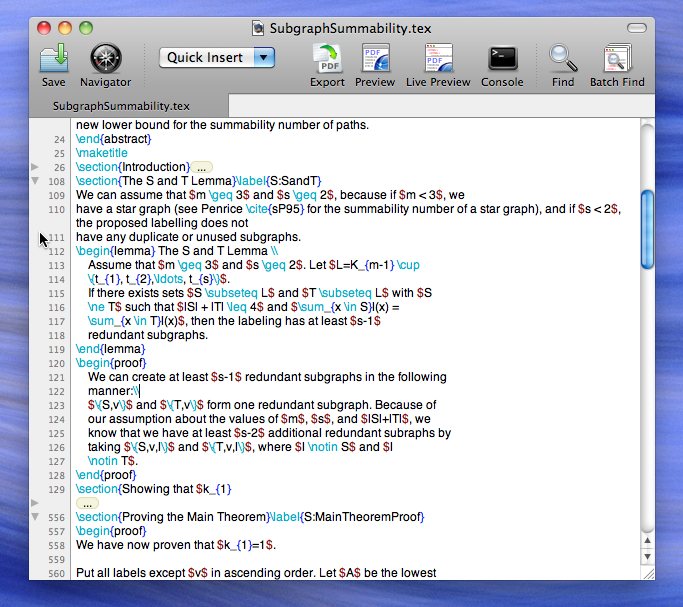 SubgraphSummability.tex
Save Navigator Quick Insert Export Preview Live Preview Console Find Batch Find
SubgraphSummability.tex
new lower bound for the summability number of paths.
24 \end{abstract}
25 \maketitle
26 \section{Introduction} ...
108 \section{The S and T Lemma}\label{S:SandT}
109 We can assume that $m \geq 3$ and $s \geq 2$, because if $m < 3$, we
110 have a star graph (see Penrice \cite{sP95} for the summability number of a star graph), and if $s < 2$,
the proposed labelling does not
111 have any duplicate or unused subgraphs.
112 \begin{lemma} The S and T Lemma \\
113 Assume that $m \geq 3$ and $s \geq 2$. Let $L=K_{m-1} \cup
114 \{t_{1}, t_{2},\ldots, t_{s}\}$.
115 If there exists sets $S \subseteq L$ and $T \subseteq L$ with $S
116 \ne T$ such that $|S| + |T| \leq 4$ and $\sum_{x \in S}l(x) =
117 \sum_{x \in T}l(x)$, then the labeling has at least $s-1$
118 redundant subgraphs.
119 \end{lemma}
120 \begin{proof}
121 We can create at least $s-1$ redundant subgraphs in the following
122 manner:\\
123 $\{S,v\}$ and $\{T,v\}$ form one redundant subgraph. Because of
124 our assumption about the values of $m$, $s$, and $|S|+|T|$, we
125 know that we have at least $s-2$ additional redundant subraphs by
126 taking $\{S,v,l\}$ and $\{T,v,l\}$, where $l \notin S$ and $l
127 \notin T$.
128 \end{proof}
129 \section{Showing that $k_{1}
...
556 \section{Proving the Main Theorem}\label{S:MainTheoremProof}
557 \begin{proof}
558 We have now proven that $k_{1}=1$.
559
560 Put all labels except $v$ in ascending order. Let $A$ be the lowest